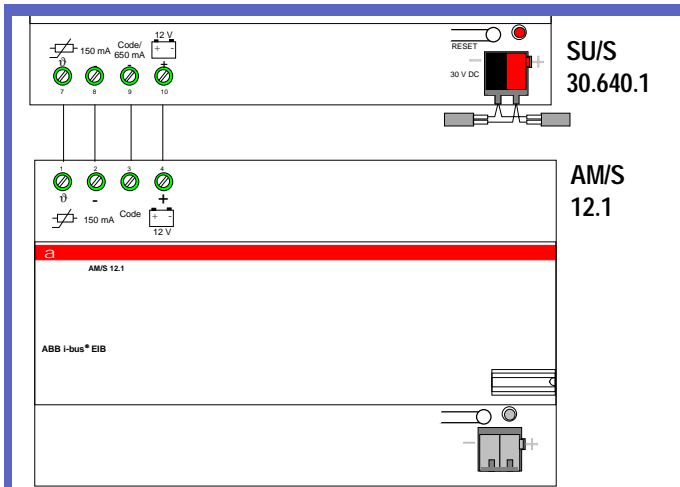 12 V
Code/
150 mA 650 mA + -
RESET
SU/S
30.640.1
ϑ - - +
30 V DC
- +
7 8 9 10
1 2 3 4
AM/S
12.1
ϑ - +
150 mA Code + -
12 V
a
AM/S 12.1
ABB i-bus® EIB
- +